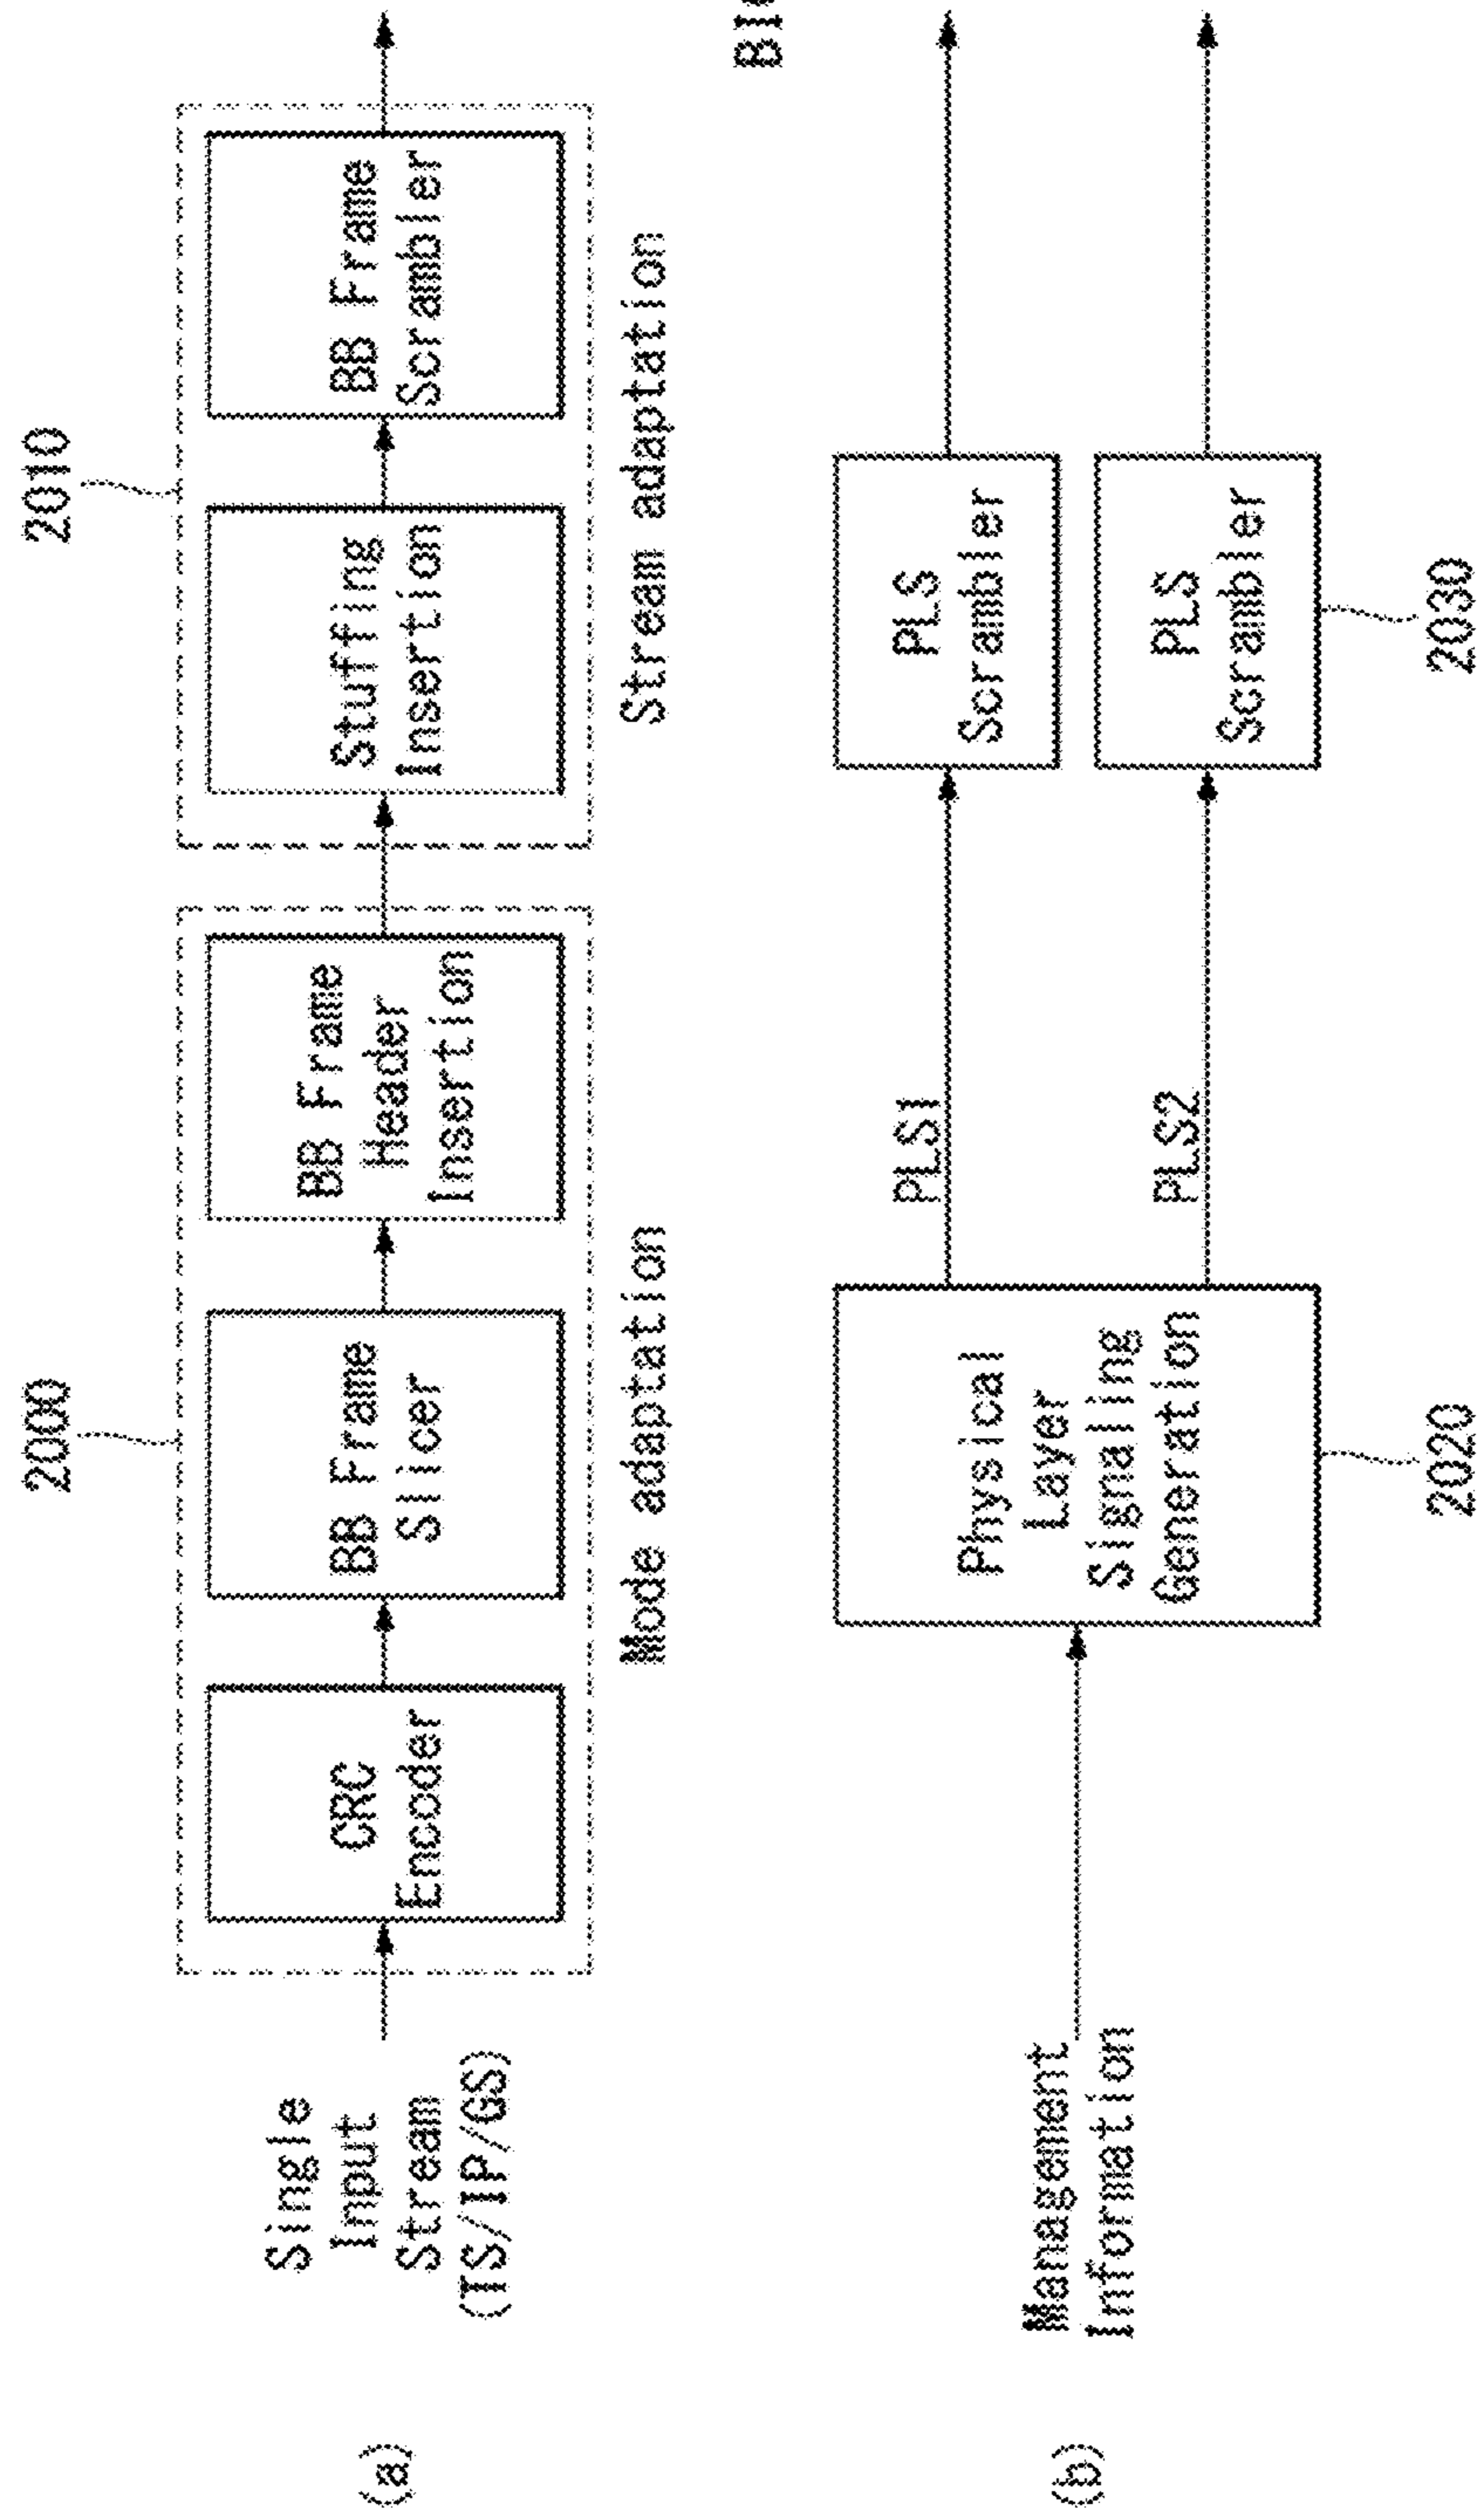 2000
2010
(a)
Single
Input
Stream
(TS/IP/GS)
CRC
Encoder
BB Frame
Slicer
BB Frame
Header
Insertion
Stuffing
Insertion
BB Frame
Scrambler
Mode adaptation
Stream adaptation
(b)
Management
Information
Physical
Layer
Signaling
Generation
PLS1
PLS2
PLS
Scrambler
PLS
Scrambler
2020
2030